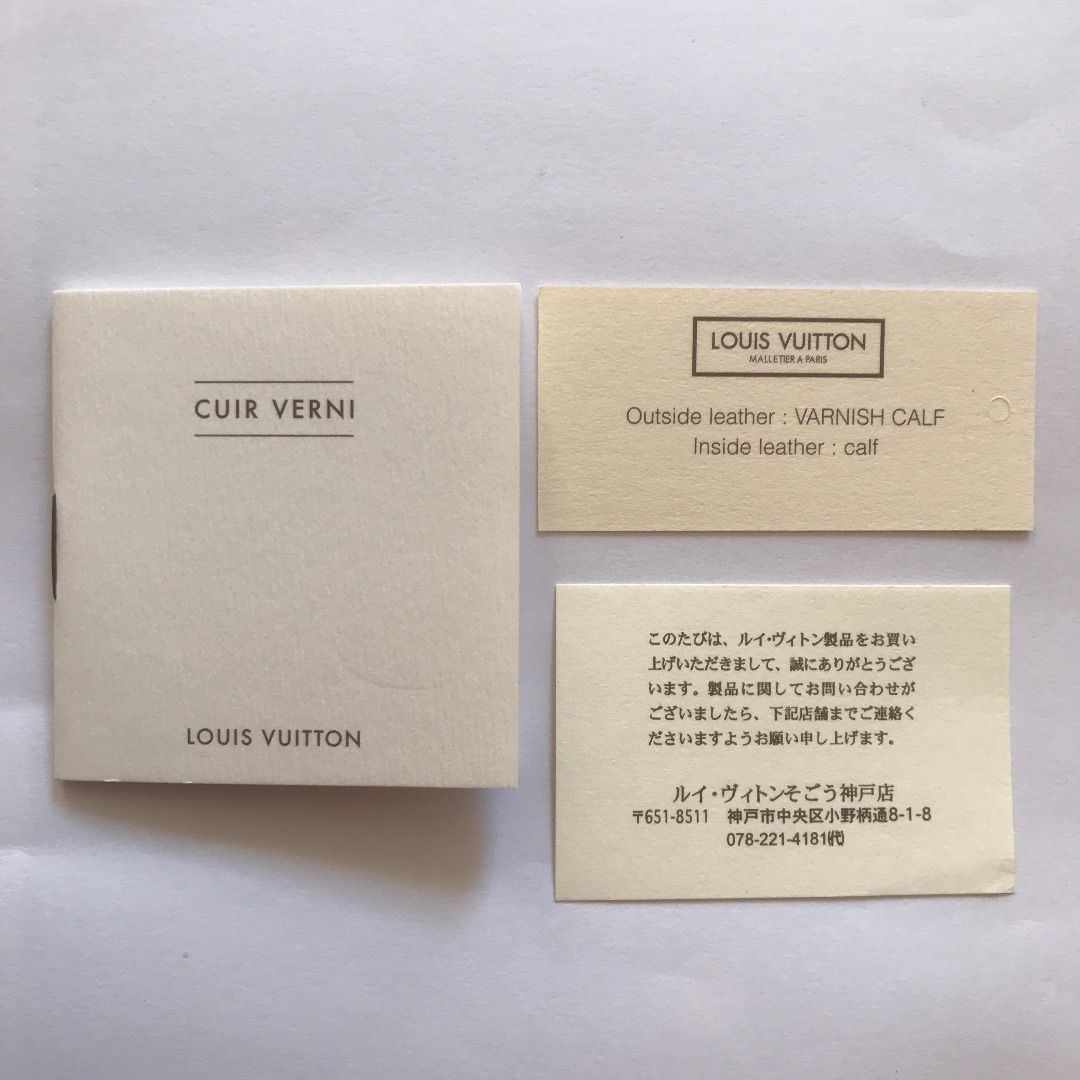 CUIR VERNI
LOUIS VUITTON
LOUIS VUITTON
MALLETIER A PARIS
Outside leather : VARNISH CALF
Inside leather : calf
このたびは、ルイ・ヴィトン製品をお買い
上げいただきまして、誠にありがとうござ
います。製品に関してお問い合わせが
ございましたら、下記店舗までご連絡く
ださいますようお願い申し上げます。
ルイ・ヴィトンそごう神戸店
〒651-8511 神戸市中央区小野柄通8-1-8
078-221-4181㈹